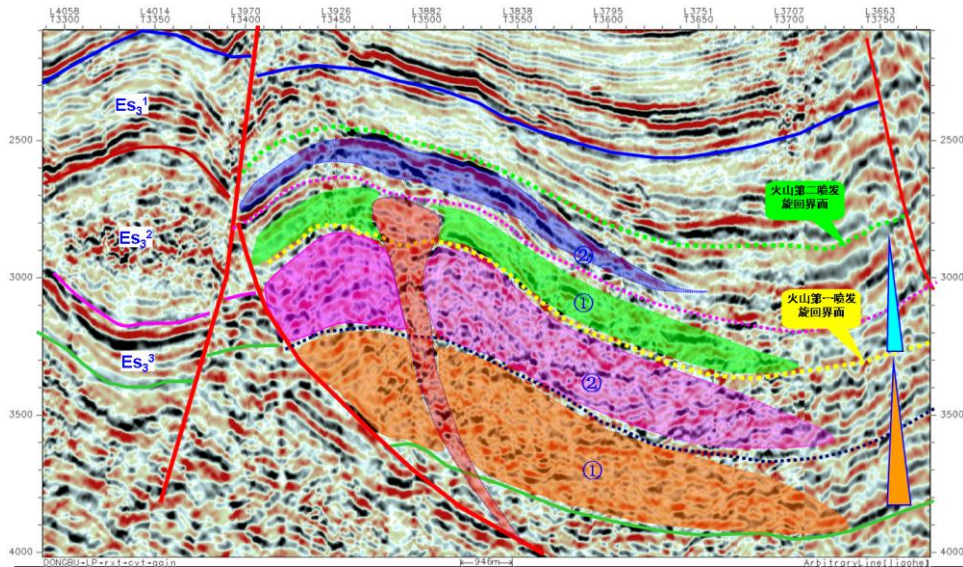 L4058 L4014 L3970 L3926 L3882 L3838 L3795 L3751 L3707 L3663
T3300 T3350 T3400 T3450 T3500 T3550 T3600 T3650 T3700 T3750
Es₃¹
2500 2500
火山第二喷发
旋回界面
Es₃²
②
3000 3000
①
火山第一喷发
旋回界面
Es₃³
②
3500 3500
①
4000 4000
DONGBU-LP-rxt-cyt-gain 946m ArbitraryLine[liqohe]